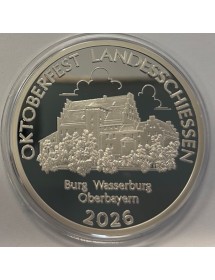 OKTOBERFEST LANDESSCHIESSEN
Burg Wasserburg
Oberbayern
2026